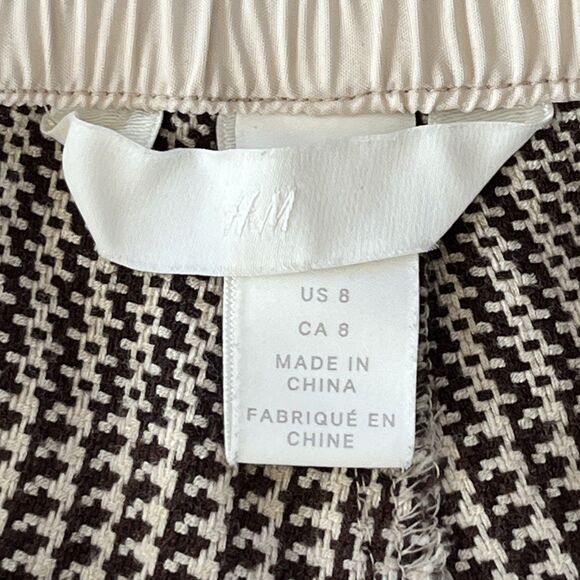 H&M
US 8
CA 8
MADE IN
CHINA
FABRIQUÉ EN
CHINE